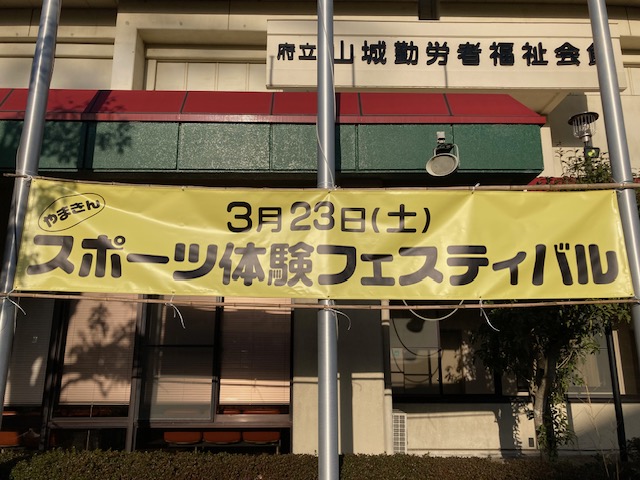 府立山城勤労者福祉会館
やまきん
3月23日(土)
スポーツ体験フェスティバル